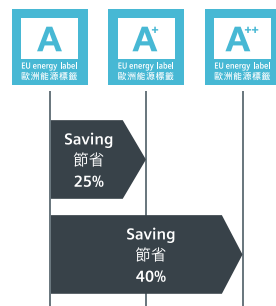 A
EU energy label
歐洲能源標籤
A+
EU energy label
歐洲能源標籤
A++
EU energy label
歐洲能源標籤
Saving
節省
25%
Saving
節省
40%